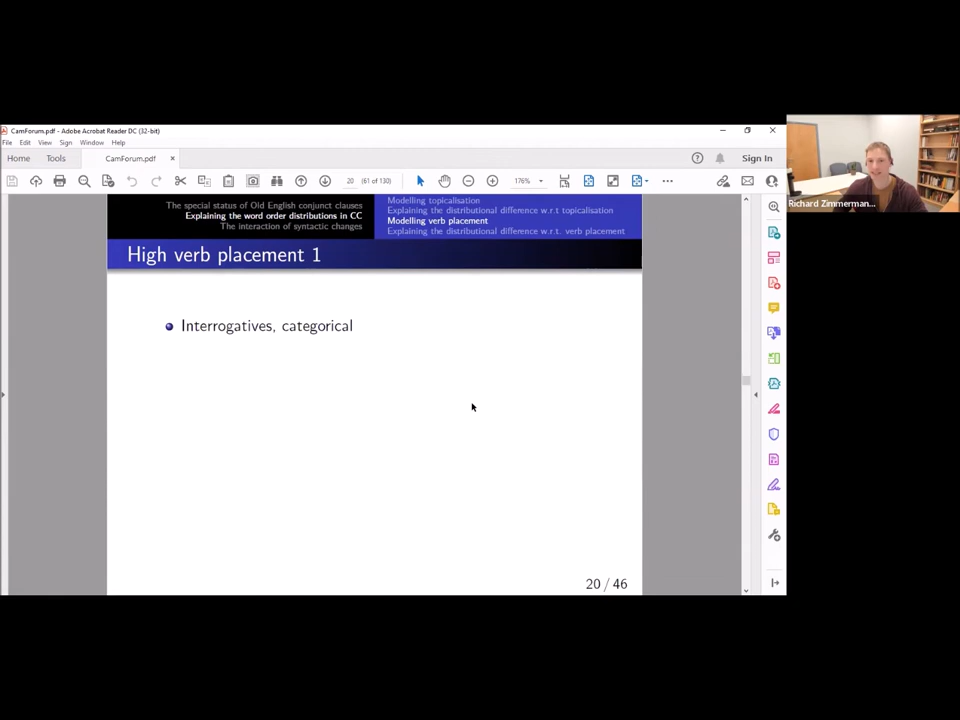 CamForum.pdf - Adobe Acrobat Reader DC (32-bit)
File Edit View Sign Window Help
Home Tools CamForum.pdf × Sign In
20 (61 of 130) 176%
The special status of Old English conjunct clauses
Explaining the word order distributions in CC
The interaction of syntactic changes
Modelling topicalisation
Explaining the distributional difference w.r.t topicalisation
Modelling verb placement
Explaining the distributional difference w.r.t. verb placement
High verb placement 1
Interrogatives, categorical
20 / 46
Richard Zimmerman...